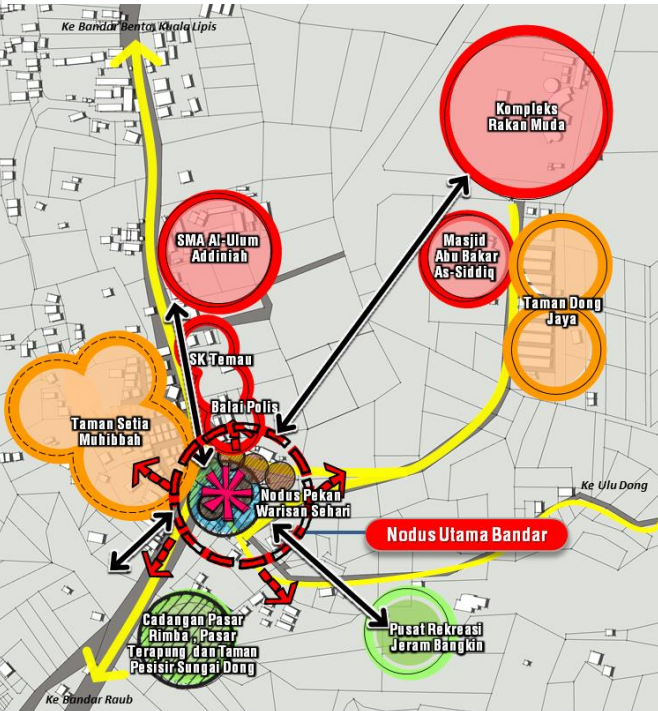 Ke Bandar Benta, Kuala Lipis
Kompleks
Rakan Muda
SMA Al-Ulum
Addiniah
Masjid
Abu Bakar
As-Siddiq
Taman Dong
Jaya
SK Temau
Balai Polis
Taman Setia
Muhibbah
Nodus Pekan
Warisan Sehari
Ke Ulu Dong
Nodus Utama Bandar
Cadangan Pasar
Rimba , Pasar
Terapung dan Taman
Pesisir Sungai Dong
Pusat Rekreasi
Jeram Bangkin
Ke Bandar Raub